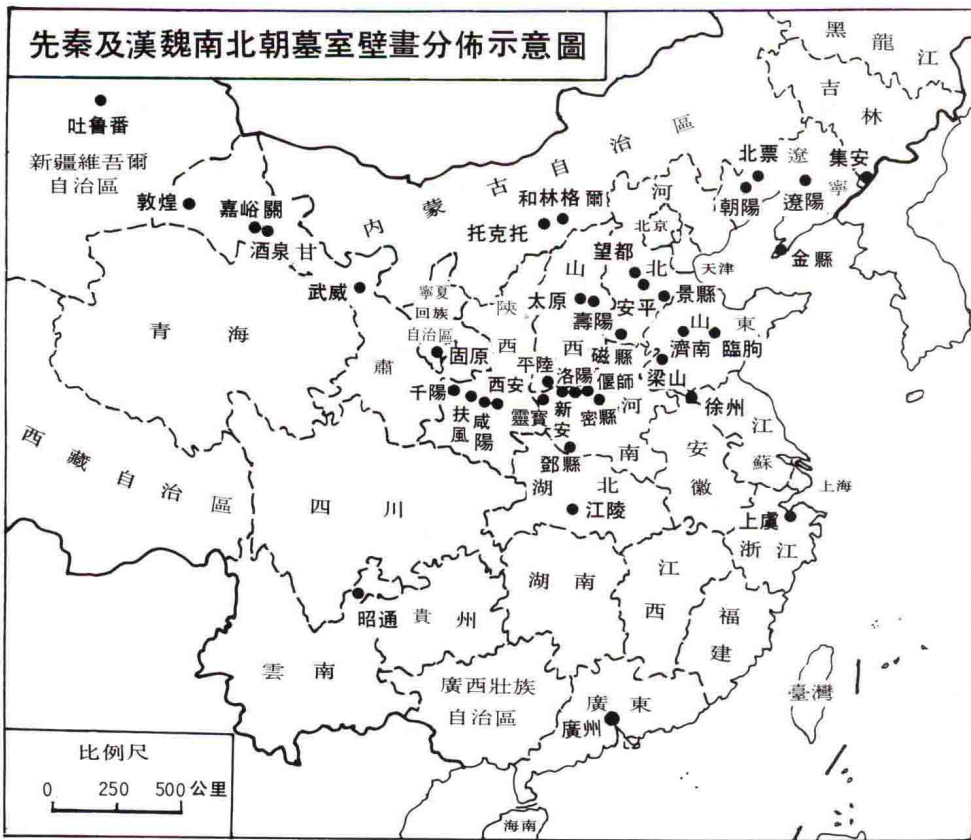 先秦及漢魏南北朝墓室壁畫分佈示意圖
黑龍江
吉林
吐魯番
新疆維吾爾
自治區
內蒙古自治區
遼寧
北票
集安
朝陽
遼陽
金縣
敦煌
嘉峪關
酒泉
甘肅
武威
和林格爾
托克托
河北
北京
天津
望都
安平
景縣
山西
太原
壽陽
磁縣
山東
濟南
臨朐
梁山
寧夏
回族
自治區
固原
陝西
青海
千陽
扶風
咸陽
西安
平陸
靈寶
新安
洛陽
偃師
密縣
河南
鄧縣
徐州
江蘇
安徽
上海
上虞
浙江
西藏自治區
四川
湖北
江陵
昭通
貴州
雲南
湖南
江西
福建
臺灣
廣西壯族
自治區
廣東
廣州
海南
比例尺
0 250 500公里